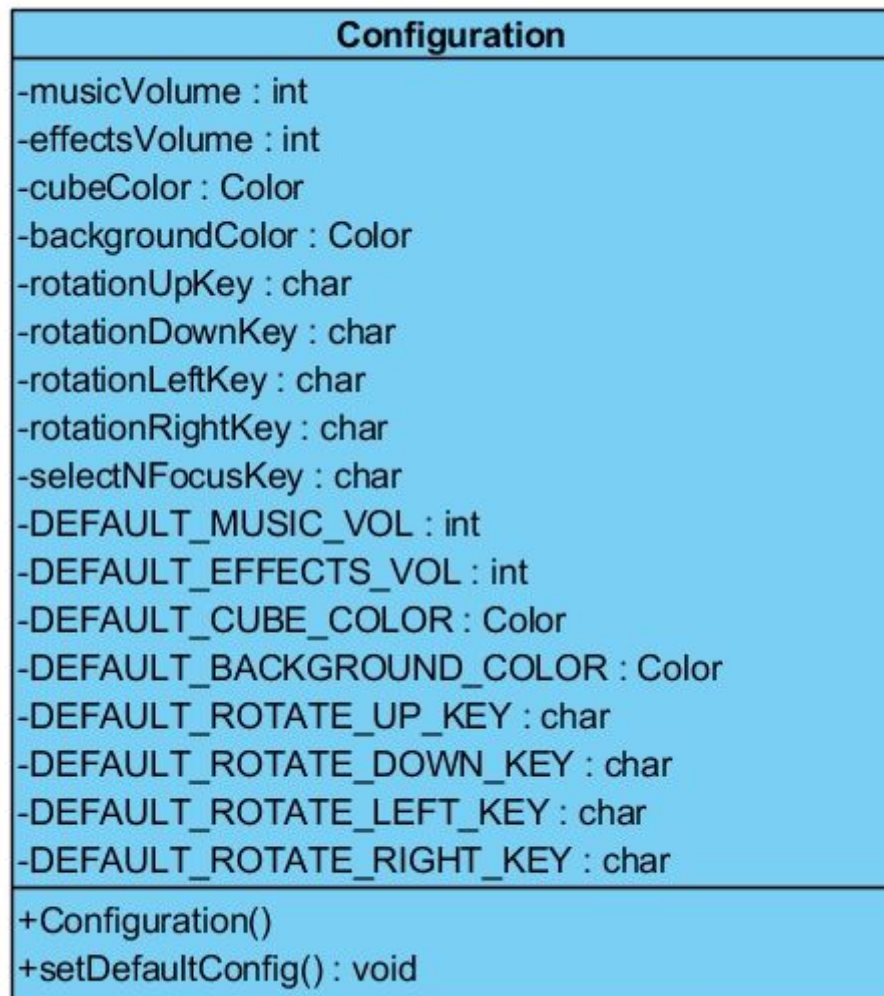 Configuration
-musicVolume : int
-effectsVolume : int
-cubeColor : Color
-backgroundColor : Color
-rotationUpKey : char
-rotationDownKey : char
-rotationLeftKey : char
-rotationRightKey : char
-selectNFocusKey : char
-DEFAULT_MUSIC_VOL : int
-DEFAULT_EFFECTS_VOL : int
-DEFAULT_CUBE_COLOR : Color
-DEFAULT_BACKGROUND_COLOR : Color
-DEFAULT_ROTATE_UP_KEY : char
-DEFAULT_ROTATE_DOWN_KEY : char
-DEFAULT_ROTATE_LEFT_KEY : char
-DEFAULT_ROTATE_RIGHT_KEY : char
+Configuration()
+setDefaultConfig() : void